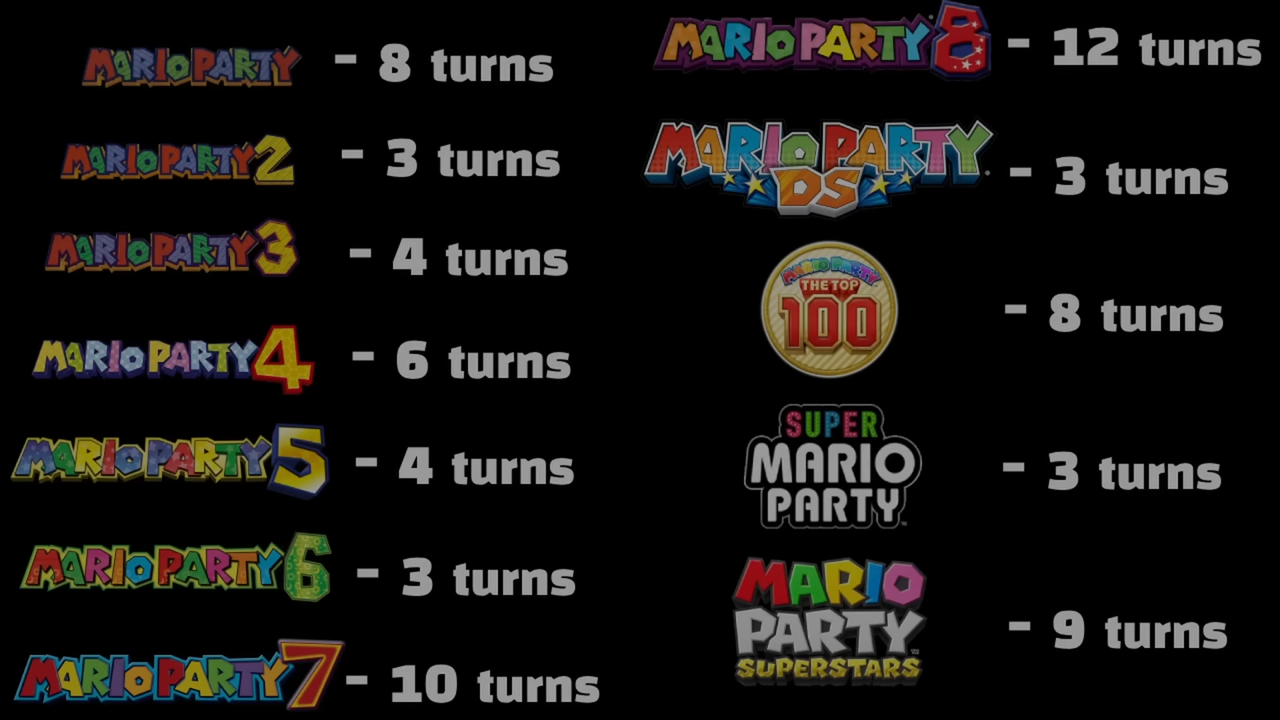 MARIO PARTY - 8 turns
MARIO PARTY 2 - 3 turns
MARIO PARTY 3 - 4 turns
MARIO PARTY 4 - 6 turns
MARIO PARTY 5 - 4 turns
MARIO PARTY 6 - 3 turns
MARIO PARTY 7 - 10 turns
MARIO PARTY 8 - 12 turns
MARIO PARTY
DS - 3 turns
MARIO PARTY
THE TOP
100 - 8 turns
SUPER
MARIO
PARTY™ - 3 turns
MARIO
PARTY™
SUPERSTARS - 9 turns